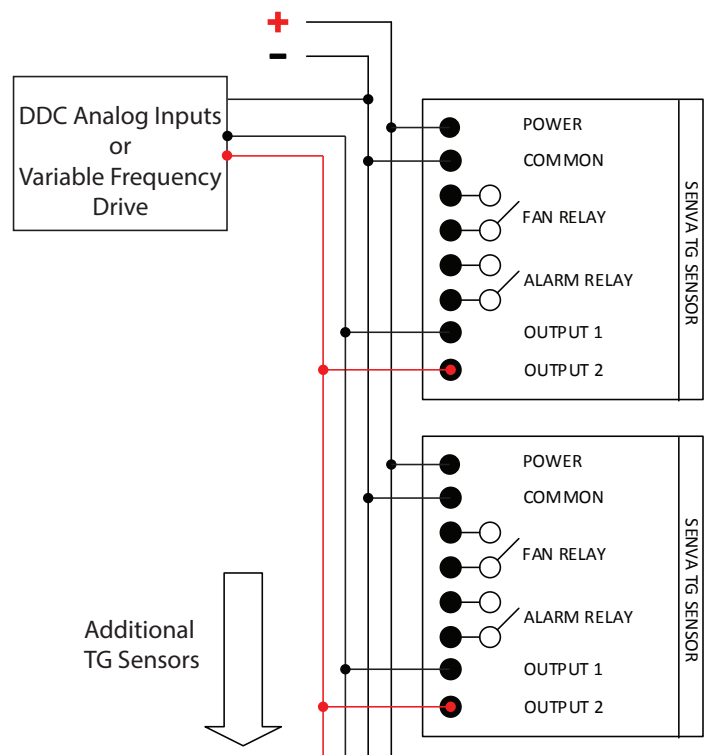 +
-
DDC Analog Inputs
or
Variable Frequency
Drive
POWER
COMMON
FAN RELAY
ALARM RELAY
OUTPUT 1
OUTPUT 2
SENVA TG SENSOR
POWER
COMMON
FAN RELAY
ALARM RELAY
OUTPUT 1
OUTPUT 2
SENVA TG SENSOR
Additional
TG Sensors